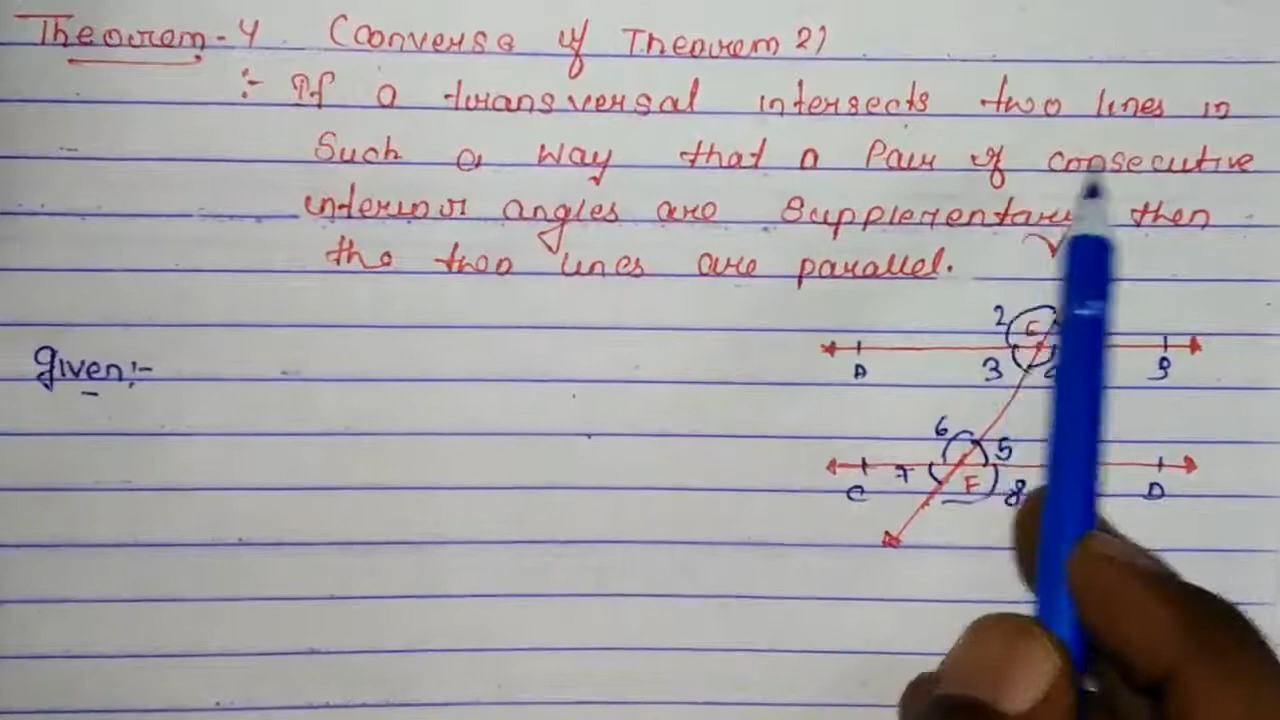 Theorem-4 (Converse of Theorem 2)
:- If a transversal intersects two lines in
Such a way that a Pair of consecutive
interior angles are Supplementary then
the two lines are parallel.
Given:-
2 E
A 3 B
6 5
C 7 F 8 D